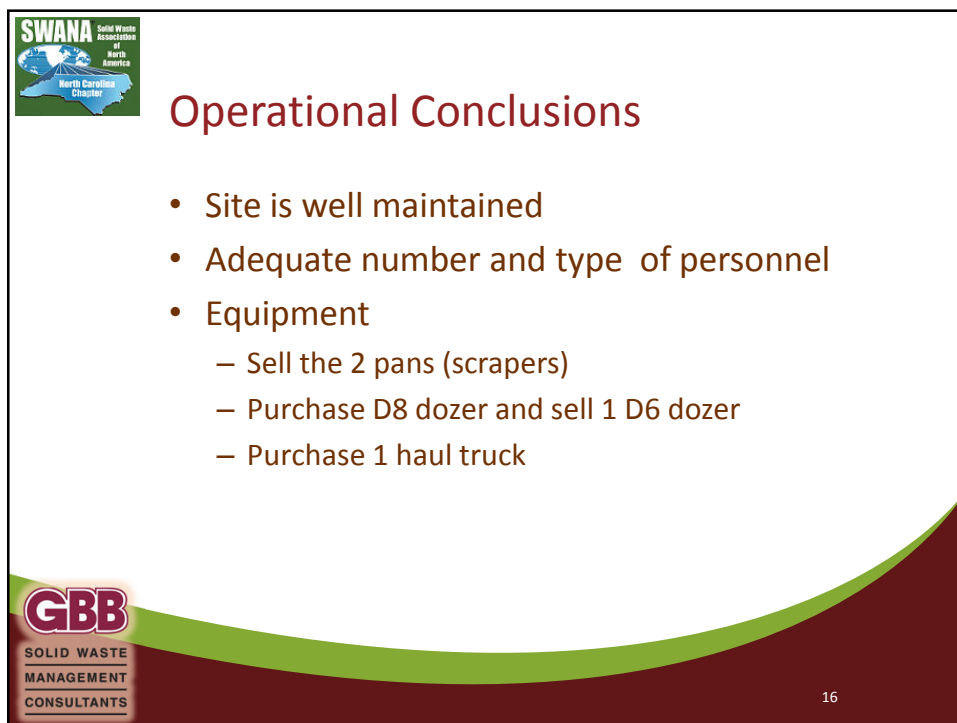 SWANA
Solid Waste
Association
of
North
America
North Carolina
Chapter
Operational Conclusions
• Site is well maintained
• Adequate number and type  of personnel
• Equipment
– Sell the 2 pans (scrapers)
– Purchase D8 dozer and sell 1 D6 dozer
– Purchase 1 haul truck
GBB
SOLID WASTE
MANAGEMENT
CONSULTANTS
16